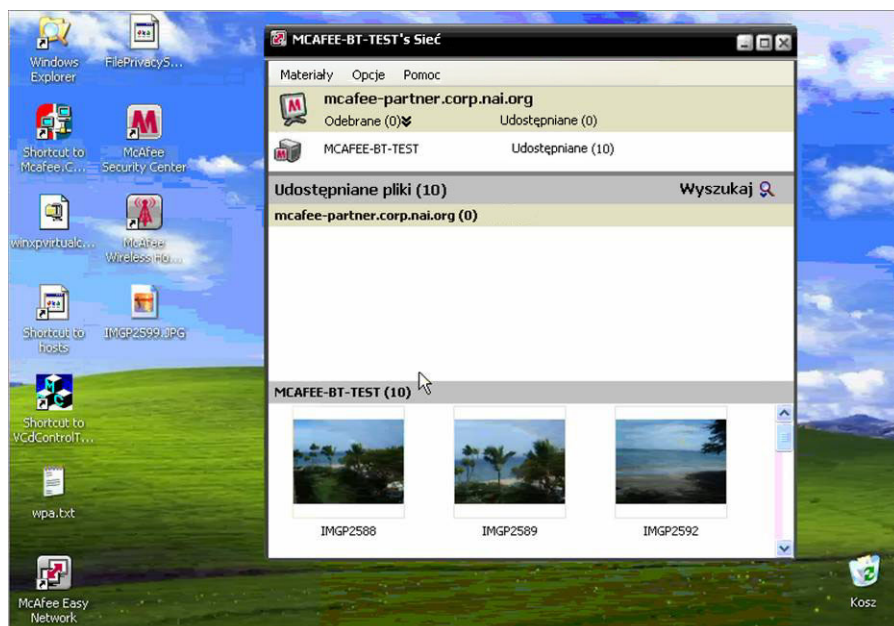 Windows
Explorer
FilePrivacyS...
Shortcut to
Mcafee.C...
McAfee
Security Center
winxpvirtualc...
McAfee
Wireless Ho...
Shortcut to
hosts
IMGP2599.JPG
Shortcut to
VCdControlT...
wpa.txt
McAfee Easy
Network
MCAFEE-BT-TEST's Sieć
Materiały Opcje Pomoc
mcafee-partner.corp.nai.org
Odebrane (0) Udostępniane (0)
MCAFEE-BT-TEST Udostępniane (10)
Udostępniane pliki (10) Wyszukaj
mcafee-partner.corp.nai.org (0)
MCAFEE-BT-TEST (10)
IMGP2588 IMGP2589 IMGP2592
Kosz